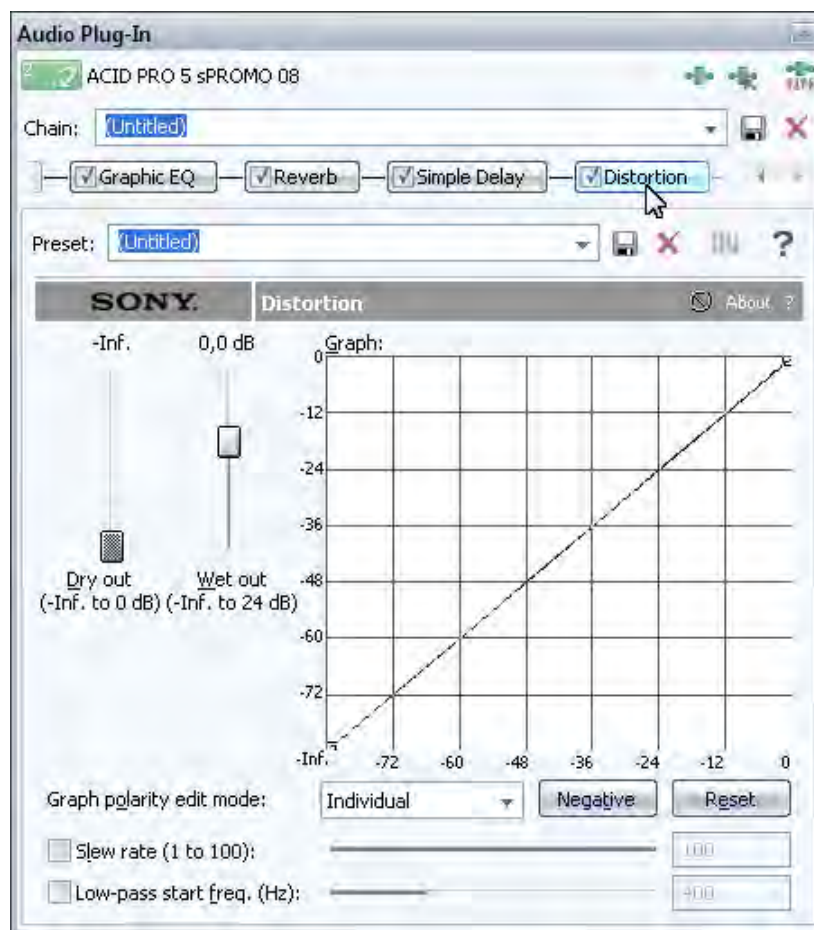 Audio Plug-In
2 ACID PRO 5 sPROMO 08
Chain: (Untitled)
Graphic EQ Reverb Simple Delay Distortion
Preset: (Untitled) ?
SONY. Distortion About ?
-Inf. 0,0 dB Graph:
0
-12
-24
-36
Dry out Wet out -48
(-Inf. to 0 dB) (-Inf. to 24 dB)
-60
-72
-Inf. -72 -60 -48 -36 -24 -12 0
Graph polarity edit mode: Individual Negative Reset
Slew rate (1 to 100): 100
Low-pass start freq. (Hz): 400